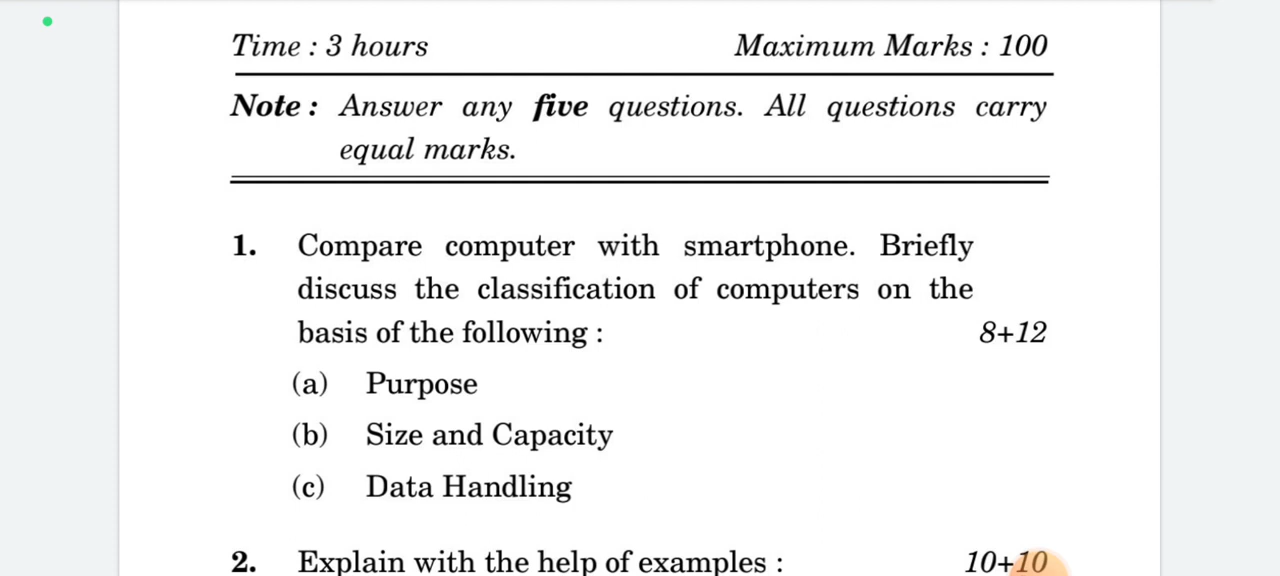 Time : 3 hours Maximum Marks : 100
Note : Answer any five questions. All questions carry
equal marks.
1. Compare computer with smartphone. Briefly
discuss the classification of computers on the
basis of the following : 8+12
(a) Purpose
(b) Size and Capacity
(c) Data Handling
2. Explain with the help of examples : 10+10